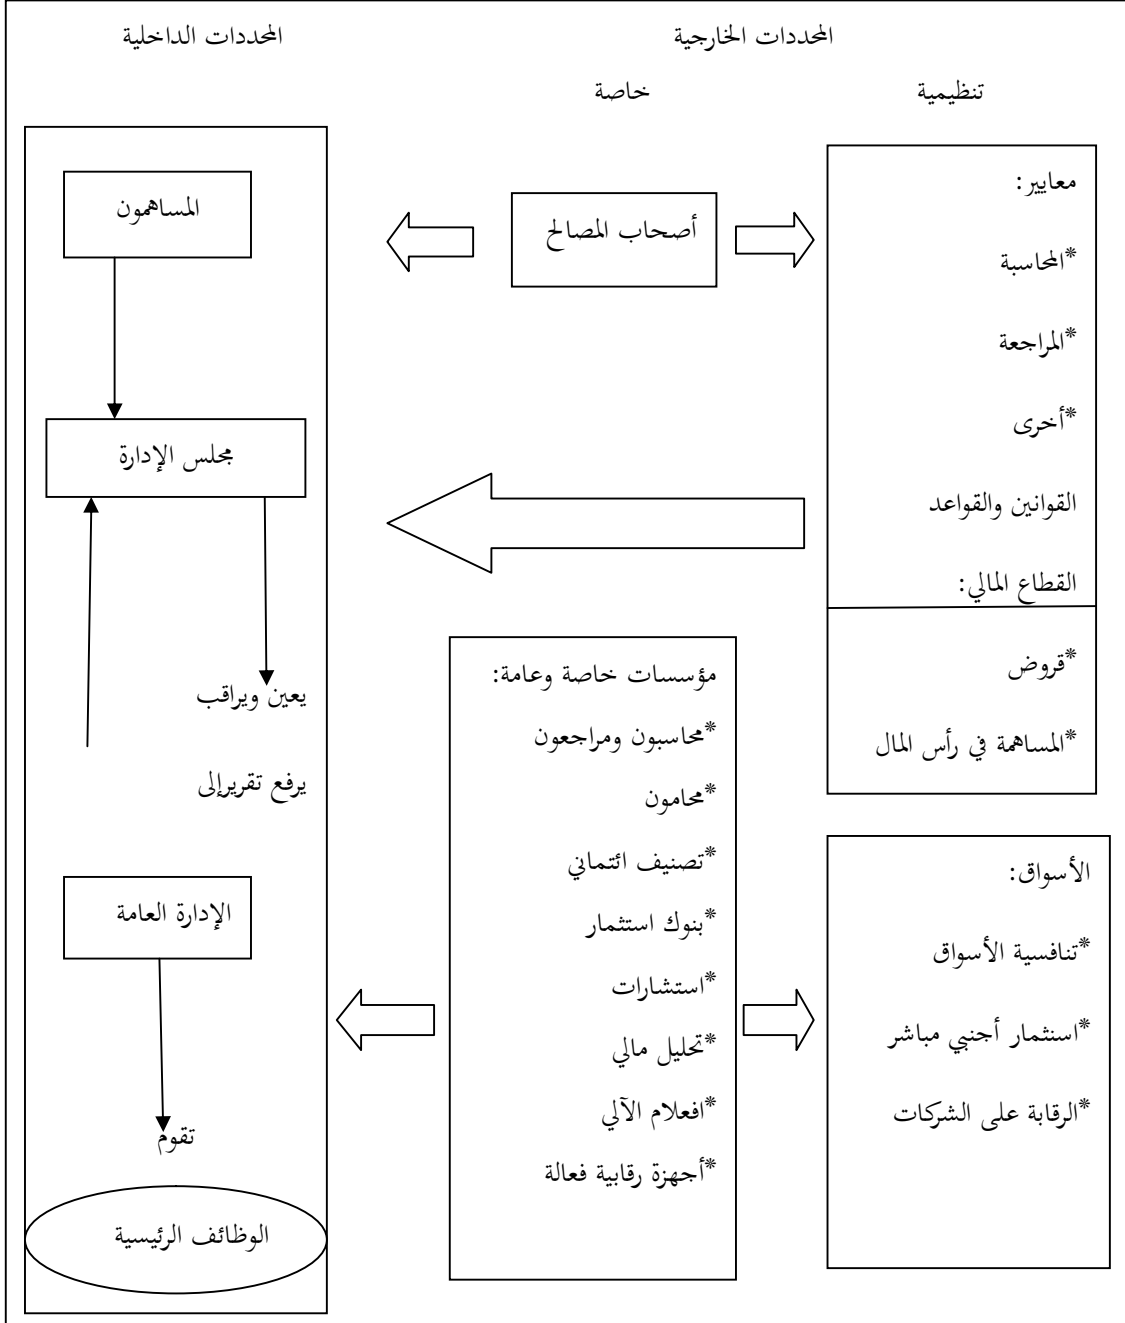 المحددات الخارجية
المحددات الداخلية
تنظيمية
خاصة
معايير:
*المحاسبة
*المراجعة
*أخرى
القوانين والقواعد
القطاع المالي:
*قروض
*المساهمة في رأس المال
الأسواق:
*تنافسية الأسواق
*استثمار أجنبي مباشر
*الرقابة على الشركات
أصحاب المصالح
مؤسسات خاصة وعامة:
*محاسبون ومراجعون
*محامون
*تصنيف ائتماني
*بنوك استثمار
*استشارات
*تحليل مالي
*افعلام الآلي
*أجهزة رقابية فعالة
المساهمون
مجلس الإدارة
يعين ويراقب
يرفع تقريرإلى
الإدارة العامة
تقوم
الوظائف الرئيسية